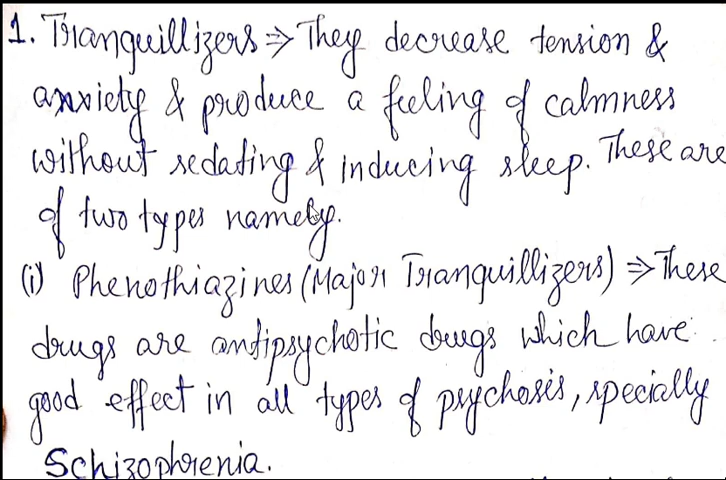 1. Tranquillizers ⇒ They decrease tension &
anxiety & produce a feeling of calmness
without sedating & inducing sleep. These are
of two types namely.
(i) Phenothiazines (Major Tranquillizers) ⇒ These
drugs are antipsychotic drugs which have
good effect in all types of psychosis, specially
Schizophrenia.